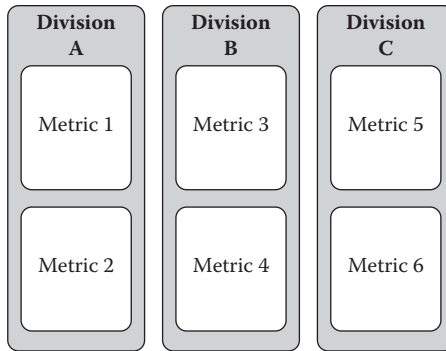 Division
A
Metric 1
Metric 2
Division
B
Metric 3
Metric 4
Division
C
Metric 5
Metric 6